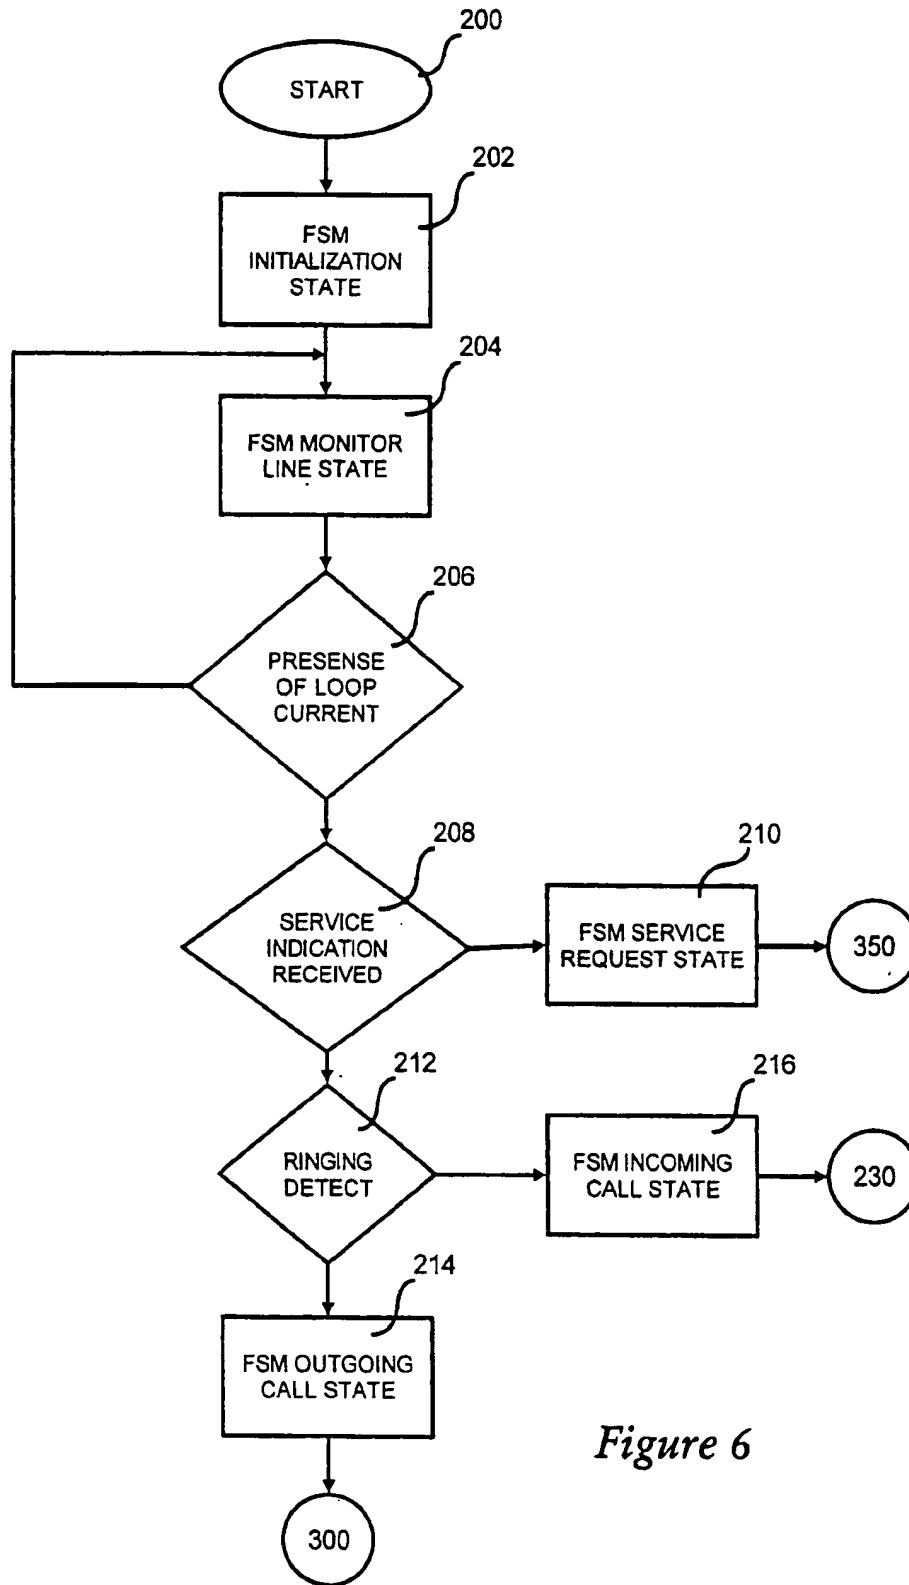 200
START
202
FSM
INITIALIZATION
STATE
204
FSM MONITOR
LINE STATE
206
PRESENSE
OF LOOP
CURRENT
208
SERVICE
INDICATION
RECEIVED
210
FSM SERVICE
REQUEST STATE
350
212
RINGING
DETECT
216
FSM INCOMING
CALL STATE
230
214
FSM OUTGOING
CALL STATE
300
Figure 6